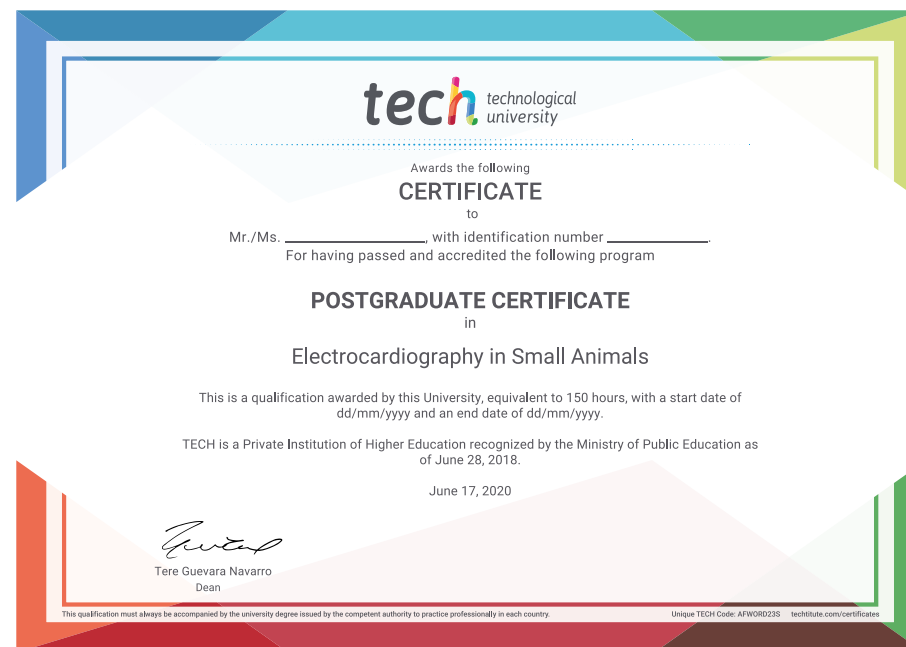 tech technological university
Awards the following
CERTIFICATE
to
Mr./Ms. ____________________, with identification number ______________.
For having passed and accredited the following program
POSTGRADUATE CERTIFICATE
in
Electrocardiography in Small Animals
This is a qualification awarded by this University, equivalent to 150 hours, with a start date of
dd/mm/yyyy and an end date of dd/mm/yyyy.
TECH is a Private Institution of Higher Education recognized by the Ministry of Public Education as
of June 28, 2018.
June 17, 2020
Tere Guevara Navarro
Dean
This qualification must always be accompanied by the university degree issued by the competent authority to practice professionally in each country. Unique TECH Code: AFWORD23S techtitute.com/certificates